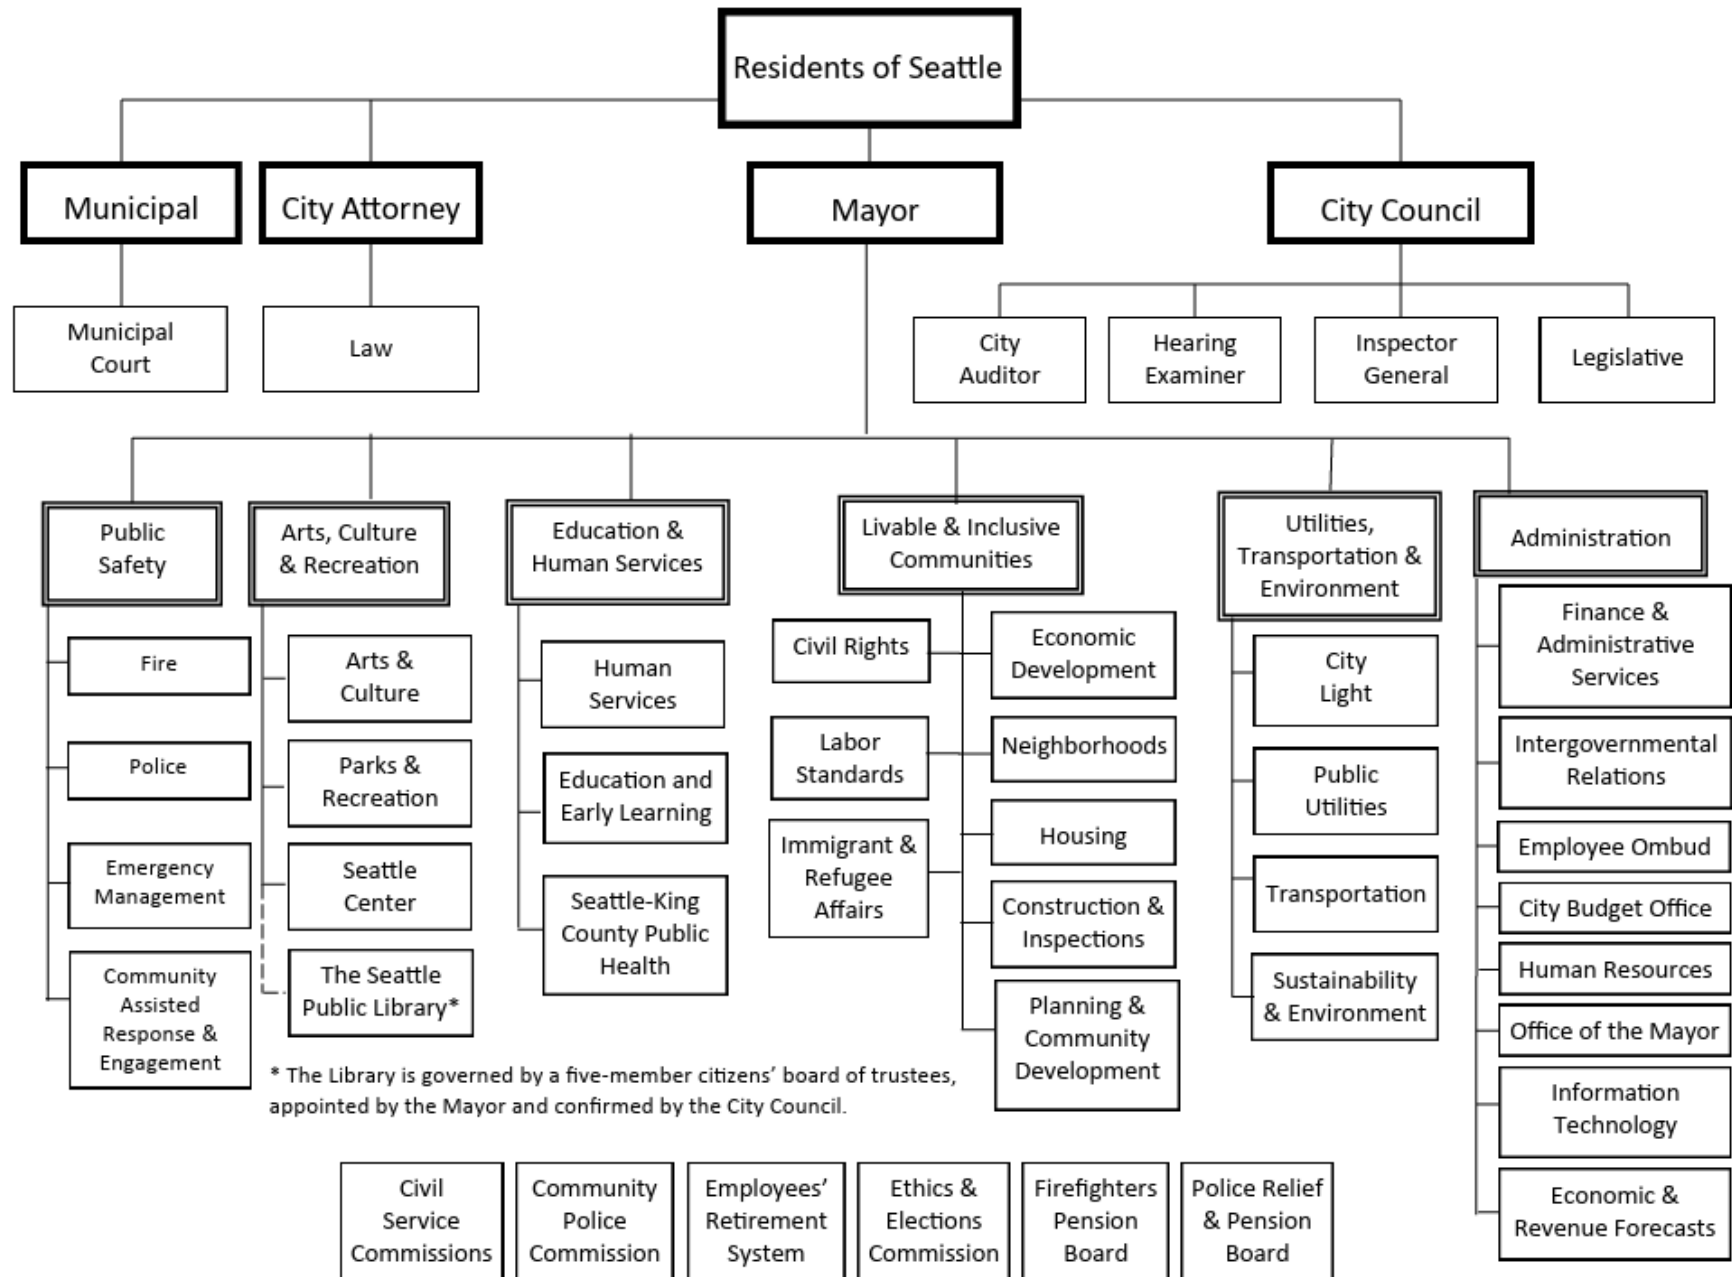 Residents of Seattle
Municipal
City Attorney
Mayor
City Council
Municipal
Court
Law
City
Auditor
Hearing
Examiner
Inspector
General
Legislative
Public
Safety
Arts, Culture
& Recreation
Education &
Human Services
Livable & Inclusive
Communities
Utilities,
Transportation &
Environment
Administration
Fire
Police
Emergency
Management
Community
Assisted
Response &
Engagement
Arts &
Culture
Parks &
Recreation
Seattle
Center
The Seattle
Public Library*
Human
Services
Education and
Early Learning
Seattle-King
County Public
Health
Civil Rights
Labor
Standards
Immigrant &
Refugee
Affairs
Economic
Development
Neighborhoods
Housing
Construction &
Inspections
Planning &
Community
Development
City
Light
Public
Utilities
Transportation
Sustainability
& Environment
Finance &
Administrative
Services
Intergovernmental
Relations
Employee Ombud
City Budget Office
Human Resources
Office of the Mayor
Information
Technology
Economic &
Revenue Forecasts
* The Library is governed by a five-member citizens’ board of trustees,
appointed by the Mayor and confirmed by the City Council.
Civil
Service
Commissions
Community
Police
Commission
Employees’
Retirement
System
Ethics &
Elections
Commission
Firefighters
Pension
Board
Police Relief
& Pension
Board